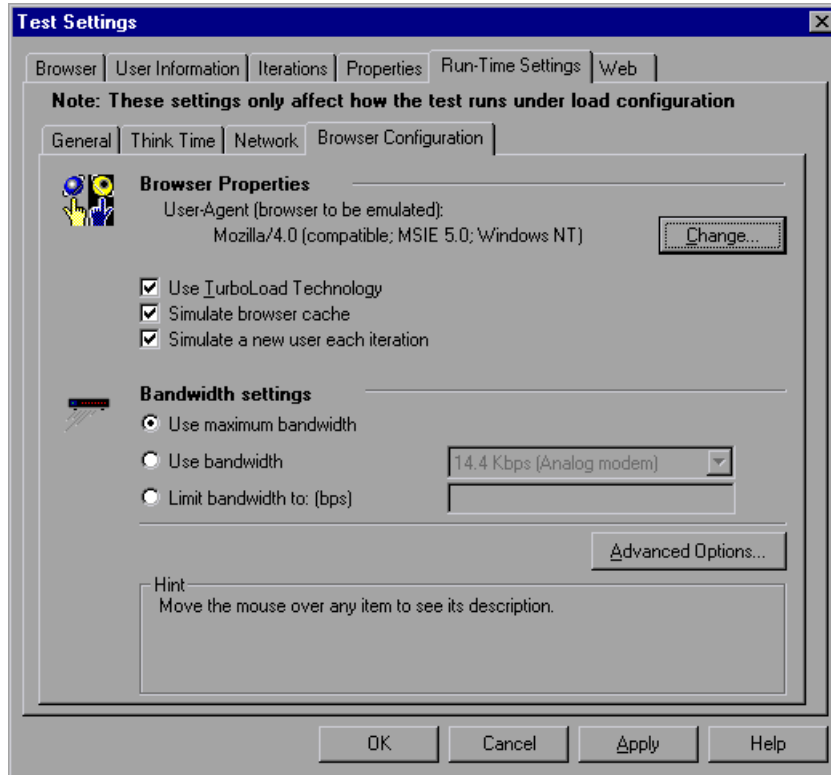 Test Settings
Browser User Information Iterations Properties Run-Time Settings Web
Note: These settings only affect how the test runs under load configuration
General Think Time Network Browser Configuration
Browser Properties
User-Agent (browser to be emulated):
Mozilla/4.0 (compatible; MSIE 5.0; Windows NT)
Change...
Use TurboLoad Technology
Simulate browser cache
Simulate a new user each iteration
Bandwidth settings
Use maximum bandwidth
Use bandwidth 14.4 Kbps (Analog modem)
Limit bandwidth to: (bps)
Advanced Options...
Hint
Move the mouse over any item to see its description.
OK Cancel Apply Help